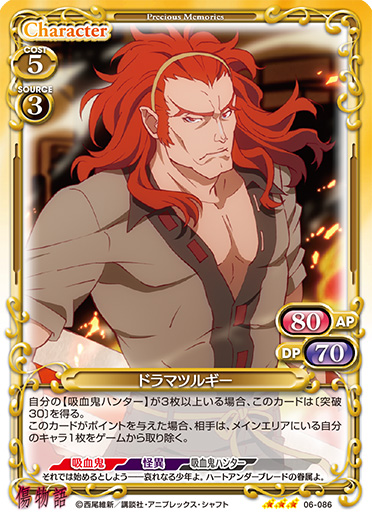 Precious Memories
Character
COST
5
SOURCE
3
80 AP
DP 70
ドラマツルギー
自分の【吸血鬼ハンター】が3枚以上いる場合、このカードは〔突破
30〕を得る。
このカードがポイントを与えた場合、相手は、メインエリアにいる自分
のキャラ1枚をゲームから取り除く。
吸血鬼 怪異 吸血鬼ハンター
それでは始めるとしよう──哀れなる少年よ。ハートアンダーブレードの眷属よ。
傷物語
©西尾維新/講談社・アニプレックス・シャフト
06-086